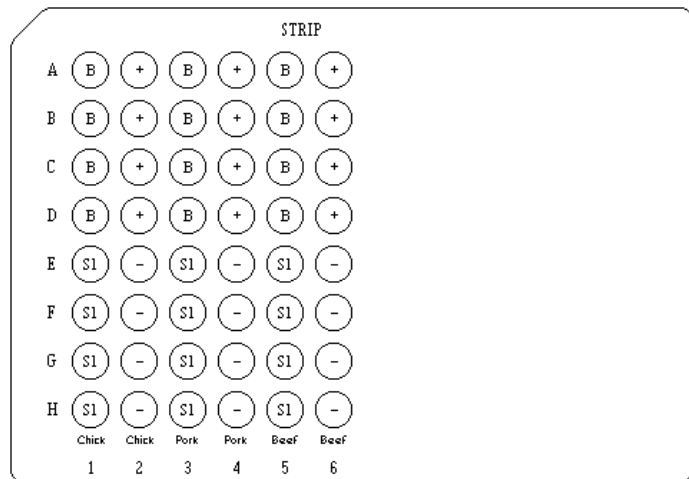 STRIP
A B + B + B +
B B + B + B +
C B + B + B +
D B + B + B +
E S1 - S1 - S1 -
F S1 - S1 - S1 -
G S1 - S1 - S1 -
H S1 - S1 - S1 -
Chick Chick Pork Pork Beef Beef
1 2 3 4 5 6